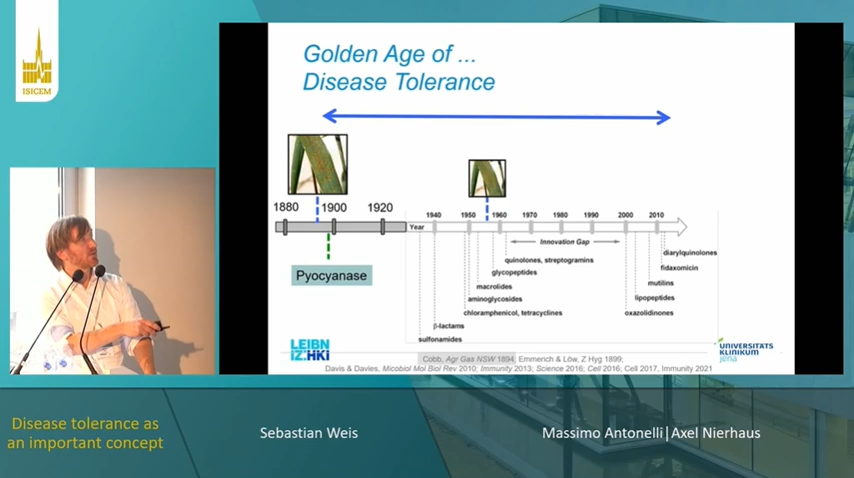 ISICEM
Golden Age of ...
Disease Tolerance
1880 1900 1920
Year
1940 1950 1960 1970 1980 1990 2000 2010
Innovation Gap
Pyocyanase
diarylquinolones
quinolones, streptogramins
fidaxomicin
glycopeptides
mutilins
macrolides
lipopeptides
aminoglycosides
chloramphenicol, tetracyclines
oxazolidinones
β-lactams
sulfonamides
LEIBN
IZ:HKI
UNIVERSITÄTS
KLINIKUM
jena
Cobb, Agr Gas NSW 1894; Emmerich & Löw, Z Hyg 1899;
Davis & Davies, Micobiol Mol Biol Rev 2010; Immunity 2013; Science 2016; Cell 2016; Cell 2017, Immunity 2021
Disease tolerance as
an important concept
Sebastian Weis
Massimo Antonelli|Axel Nierhaus